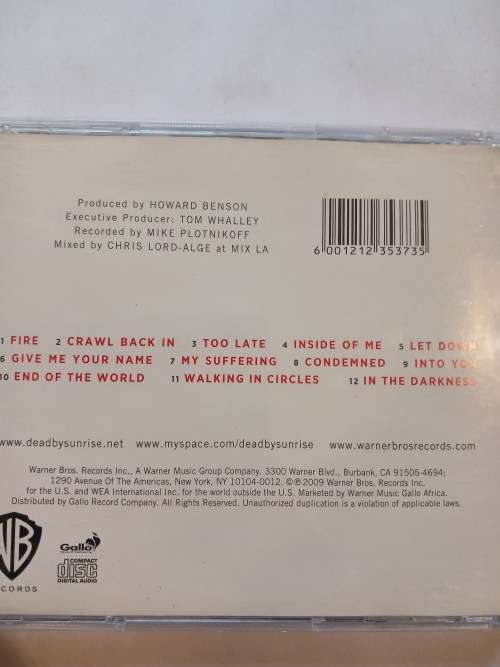 Produced by HOWARD BENSON
Executive Producer: TOM WHALLEY
Recorded by MIKE PLOTNIKOFF
Mixed by CHRIS LORD-ALGE at MIX LA
6 001212 353735
1 FIRE 2 CRAWL BACK IN 3 TOO LATE 4 INSIDE OF ME 5 LET DOWN
6 GIVE ME YOUR NAME 7 MY SUFFERING 8 CONDEMNED 9 INTO YOU
10 END OF THE WORLD 11 WALKING IN CIRCLES 12 IN THE DARKNESS
www.deadbysunrise.net www.myspace.com/deadbysunrise www.warnerbrosrecords.com
Warner Bros. Records Inc., A Warner Music Group Company. 3300 Warner Blvd., Burbank, CA 91505-4694;
1290 Avenue Of The Americas, New York, NY 10104-0012. ©℗2009 Warner Bros. Records Inc.
for the U.S. and WEA International Inc. for the world outside the U.S. Marketed by Warner Music Gallo Africa.
Distributed by Gallo Record Company. All Rights Reserved. Unauthorized duplication is a violation of applicable laws.
WB
CORDS
Gallo
COMPACT
disc
DIGITAL AUDIO